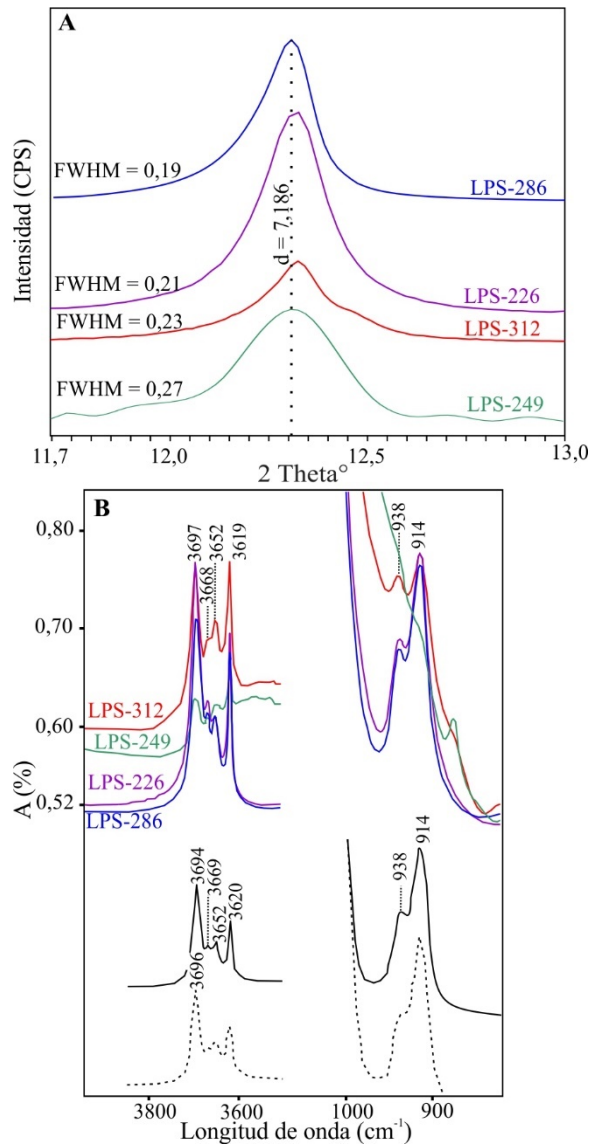 A
Intensidad (CPS)
FWHM = 0,19
LPS-286
d = 7,186
FWHM = 0,21
LPS-226
FWHM = 0,23
LPS-312
FWHM = 0,27
LPS-249
11,7
12,0
12,5
13,0
2 Theta°
B
0,80
0,70
0,60
0,52
A (%)
3697
3668
3652
3619
938
914
LPS-312
LPS-249
LPS-226
LPS-286
3694
3669
3652
3620
3696
938
914
3800
3600
1000
900
Longitud de onda (cm⁻¹)